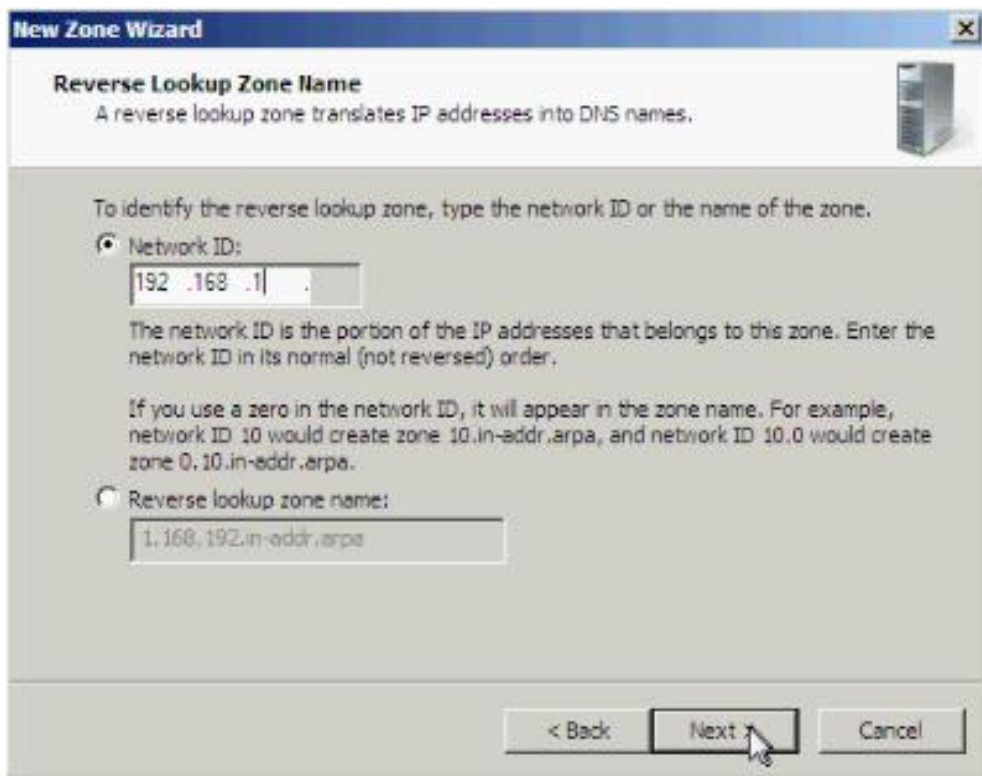 New Zone Wizard
Reverse Lookup Zone Name
A reverse lookup zone translates IP addresses into DNS names.
To identify the reverse lookup zone, type the network ID or the name of the zone.
Network ID:
192 .168 .1 .
The network ID is the portion of the IP addresses that belongs to this zone. Enter the
network ID in its normal (not reversed) order.
If you use a zero in the network ID, it will appear in the zone name. For example,
network ID 10 would create zone 10.in-addr.arpa, and network ID 10.0 would create
zone 0.10.in-addr.arpa.
Reverse lookup zone name:
1.168.192.in-addr.arpa
< Back Next > Cancel